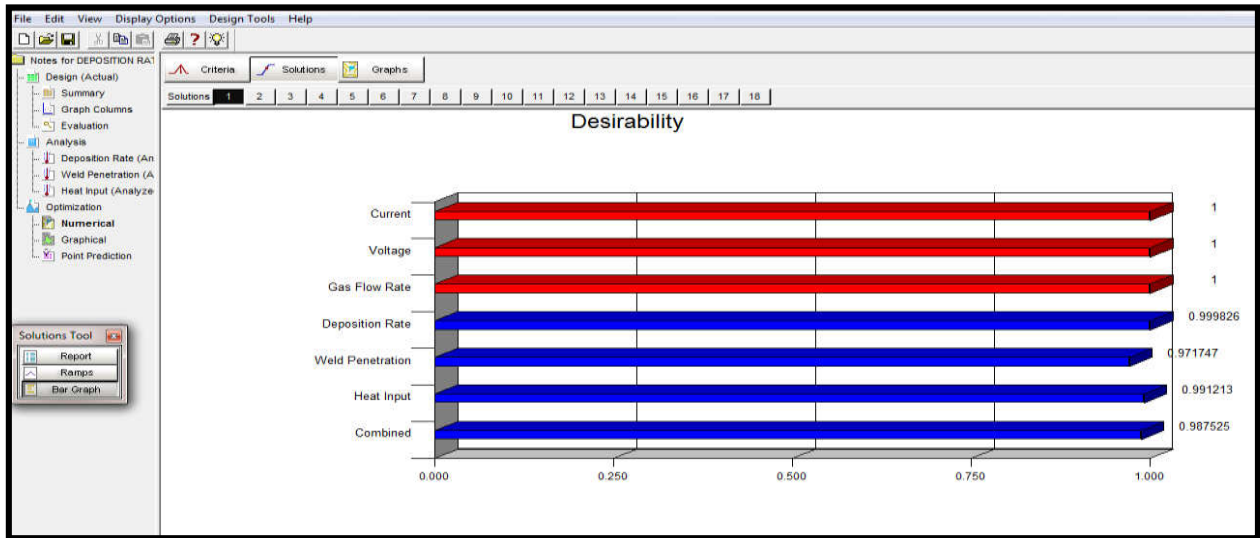 File Edit View Display Options Design Tools Help
Notes for DEPOSITION RAT
Design (Actual)
Summary
Graph Columns
Evaluation
Analysis
Deposition Rate (An
Weld Penetration (A
Heat Input (Analyze
Optimization
Numerical
Graphical
Point Prediction
Solutions Tool
Report
Ramps
Bar Graph
Criteria Solutions Graphs
Solutions 1 2 3 4 5 6 7 8 9 10 11 12 13 14 15 16 17 18
Desirability
Current 1
Voltage 1
Gas Flow Rate 1
Deposition Rate 0.999826
Weld Penetration 0.971747
Heat Input 0.991213
Combined 0.987525
0.000 0.250 0.500 0.750 1.000